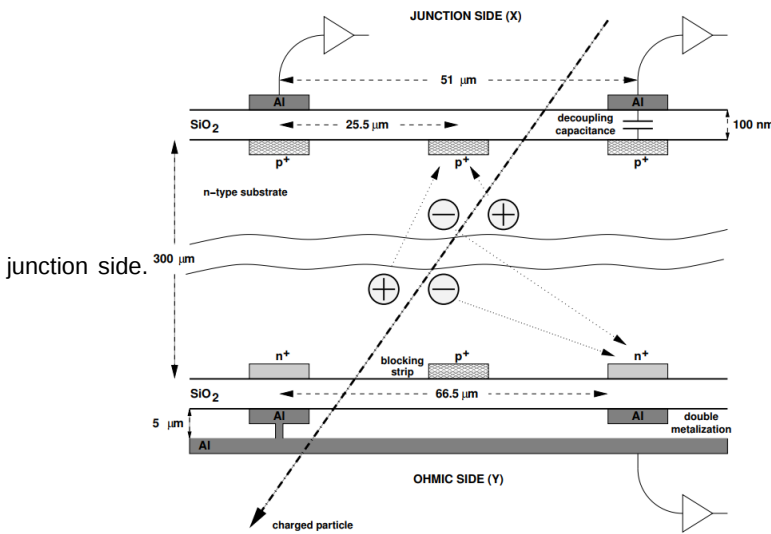 JUNCTION SIDE (X)
51 μm
Al
Al
SiO2
25.5 μm
decoupling
capacitance
100 nm
p+
p+
p+
n-type substrate
− +
junction side.
300 μm
+ −
n+
blocking
strip
p+
n+
SiO2
66.5 μm
5 μm
Al
Al
double
metalization
Al
OHMIC SIDE (Y)
charged particle